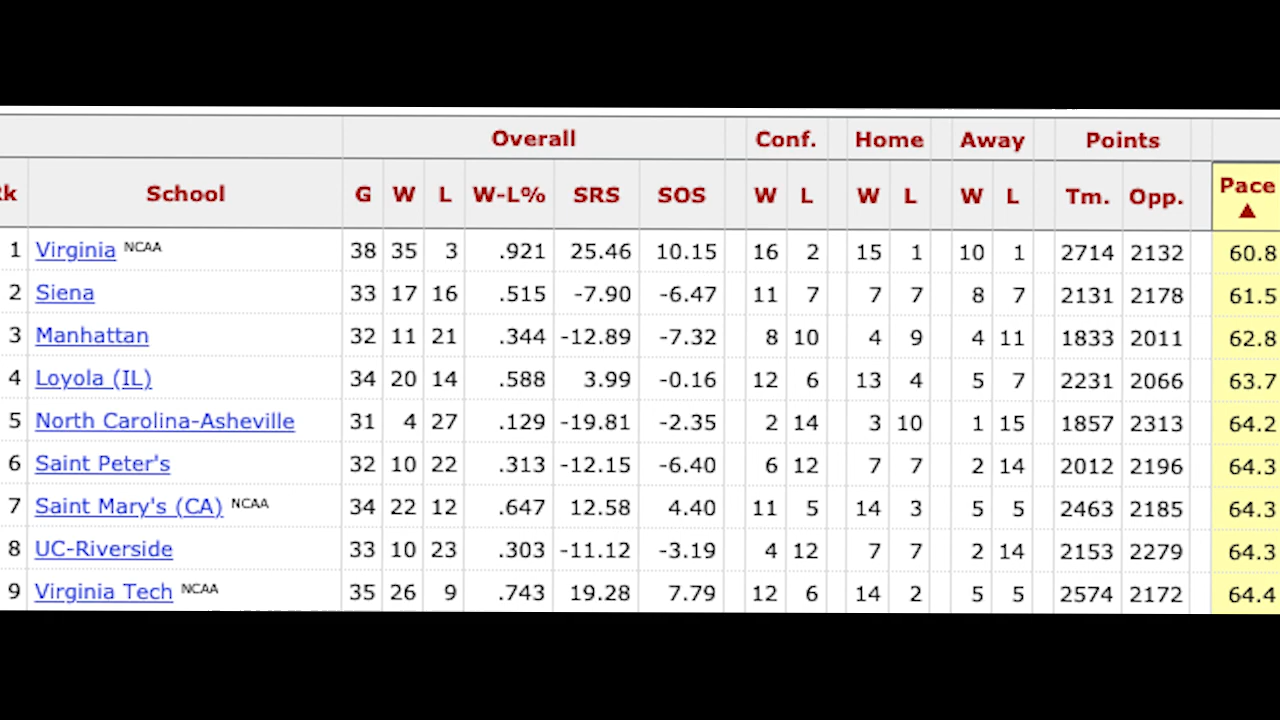 Overall Conf. Home Away Points
Rk School G W L W-L% SRS SOS W L W L W L Tm. Opp. Pace ▲
1 Virginia NCAA 38 35 3 .921 25.46 10.15 16 2 15 1 10 1 2714 2132 60.8
2 Siena 33 17 16 .515 -7.90 -6.47 11 7 7 7 8 7 2131 2178 61.5
3 Manhattan 32 11 21 .344 -12.89 -7.32 8 10 4 9 4 11 1833 2011 62.8
4 Loyola (IL) 34 20 14 .588 3.99 -0.16 12 6 13 4 5 7 2231 2066 63.7
5 North Carolina-Asheville 31 4 27 .129 -19.81 -2.35 2 14 3 10 1 15 1857 2313 64.2
6 Saint Peter's 32 10 22 .313 -12.15 -6.40 6 12 7 7 2 14 2012 2196 64.3
7 Saint Mary's (CA) NCAA 34 22 12 .647 12.58 4.40 11 5 14 3 5 5 2463 2185 64.3
8 UC-Riverside 33 10 23 .303 -11.12 -3.19 4 12 7 7 2 14 2153 2279 64.3
9 Virginia Tech NCAA 35 26 9 .743 19.28 7.79 12 6 14 2 5 5 2574 2172 64.4